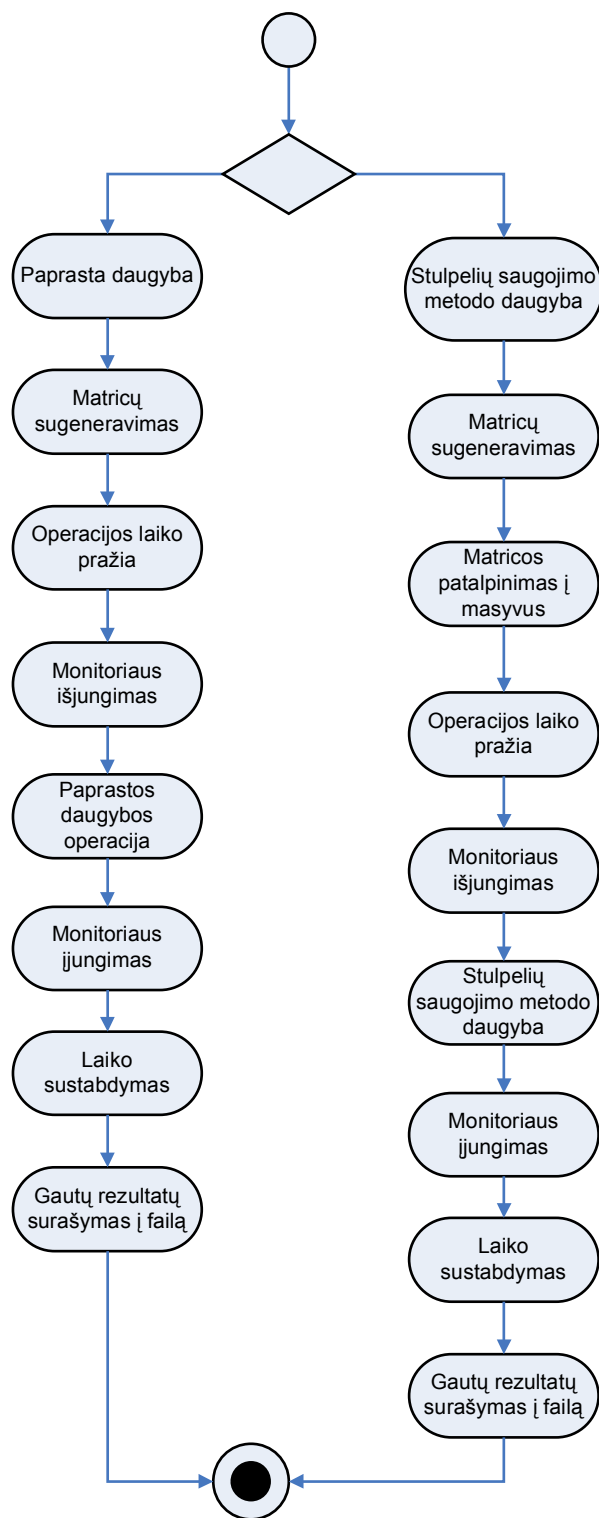 Paprasta daugyba
Matricų
sugeneravimas
Operacijos laiko
pražia
Monitoriaus
išjungimas
Paprastos
daugybos
operacija
Monitoriaus
įjungimas
Laiko
sustabdymas
Gautų rezultatų
surašymas į failą
Stulpelių saugojimo
metodo daugyba
Matricų
sugeneravimas
Matricos
patalpinimas į
masyvus
Operacijos laiko
pražia
Monitoriaus
išjungimas
Stulpelių
saugojimo metodo
daugyba
Monitoriaus
įjungimas
Laiko
sustabdymas
Gautų rezultatų
surašymas į failą